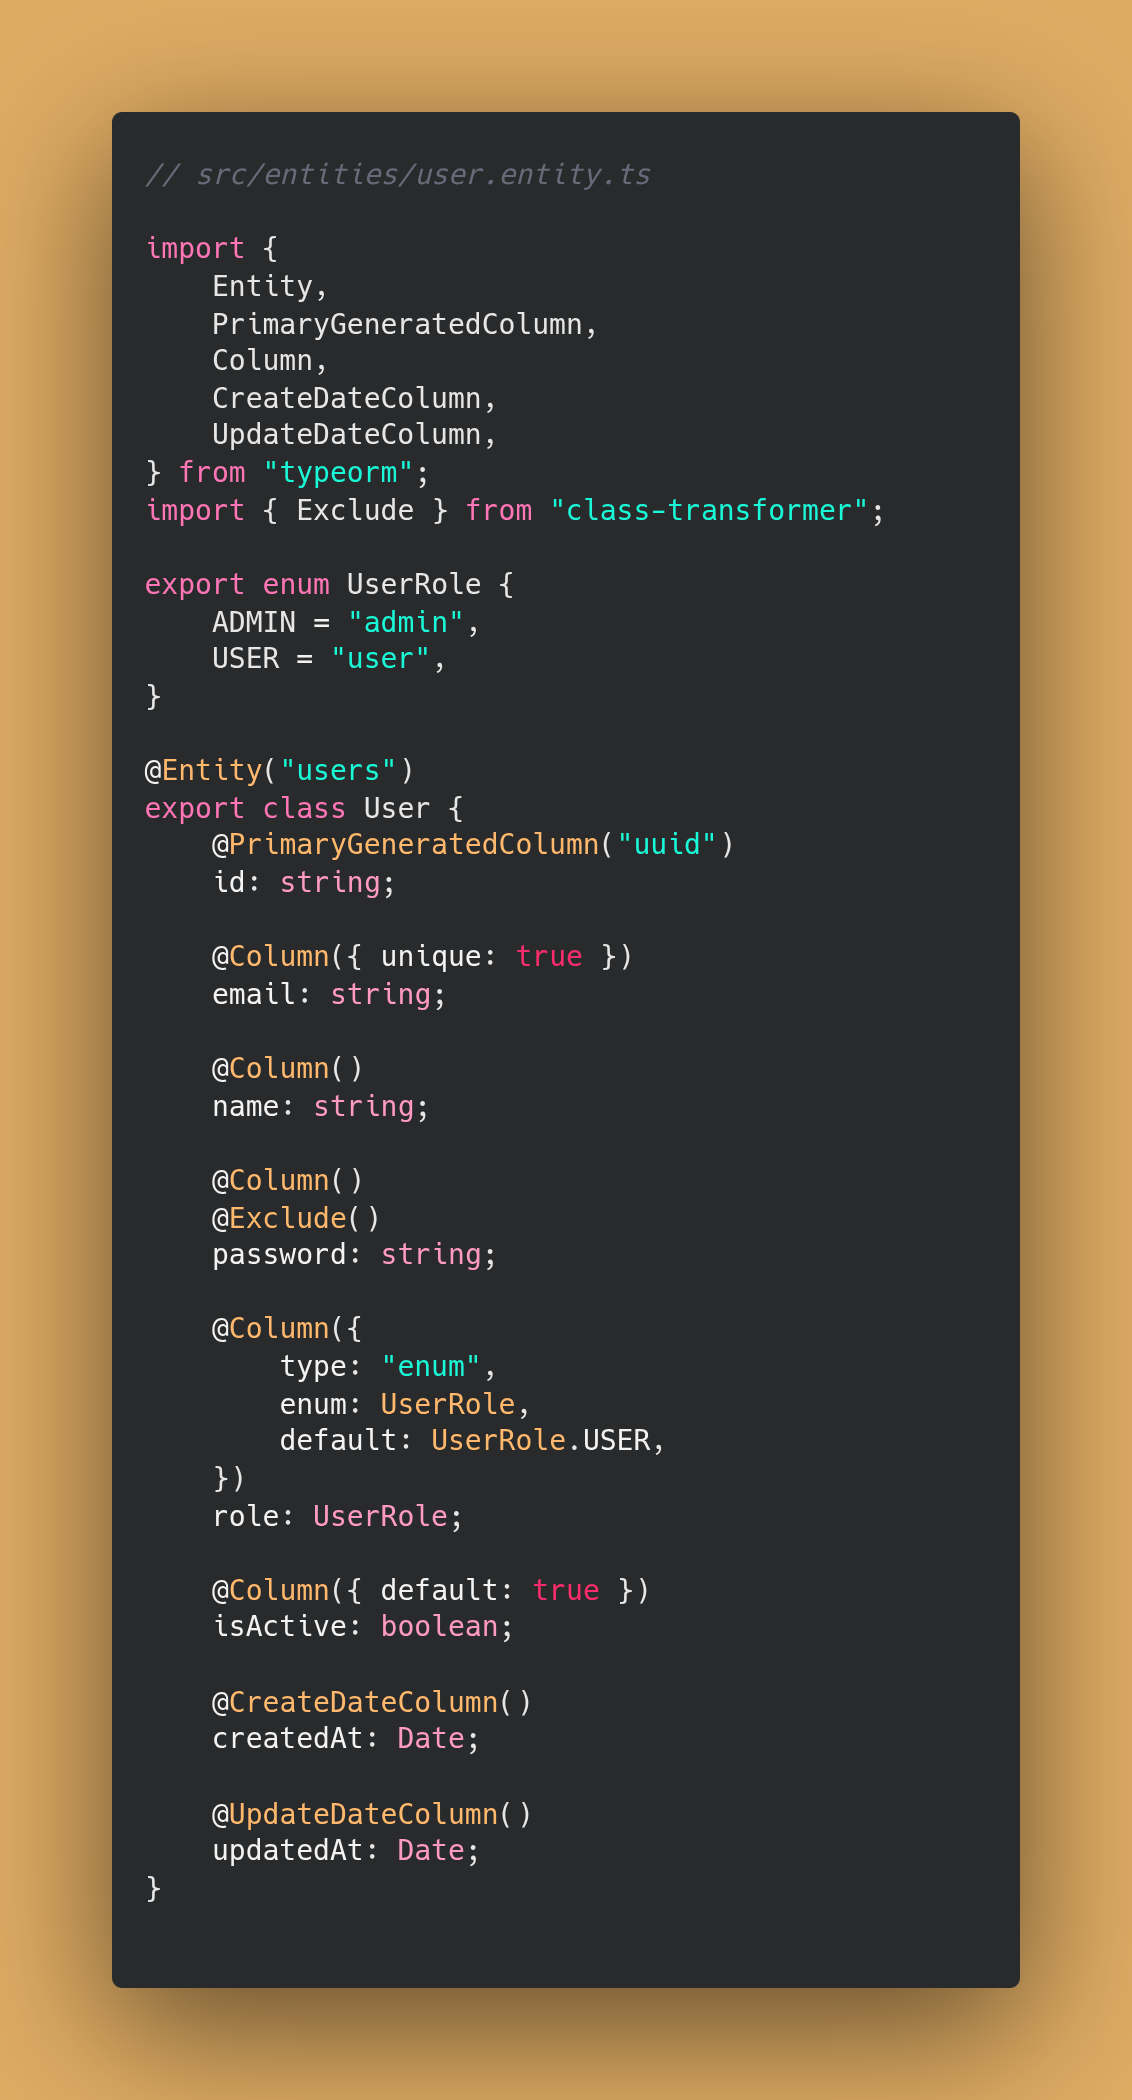 // src/entities/user.entity.ts

import {
    Entity,
    PrimaryGeneratedColumn,
    Column,
    CreateDateColumn,
    UpdateDateColumn,
} from "typeorm";
import { Exclude } from "class-transformer";

export enum UserRole {
    ADMIN = "admin",
    USER = "user",
}

@Entity("users")
export class User {
    @PrimaryGeneratedColumn("uuid")
    id: string;

    @Column({ unique: true })
    email: string;

    @Column()
    name: string;

    @Column()
    @Exclude()
    password: string;

    @Column({
        type: "enum",
        enum: UserRole,
        default: UserRole.USER,
    })
    role: UserRole;

    @Column({ default: true })
    isActive: boolean;

    @CreateDateColumn()
    createdAt: Date;

    @UpdateDateColumn()
    updatedAt: Date;
}